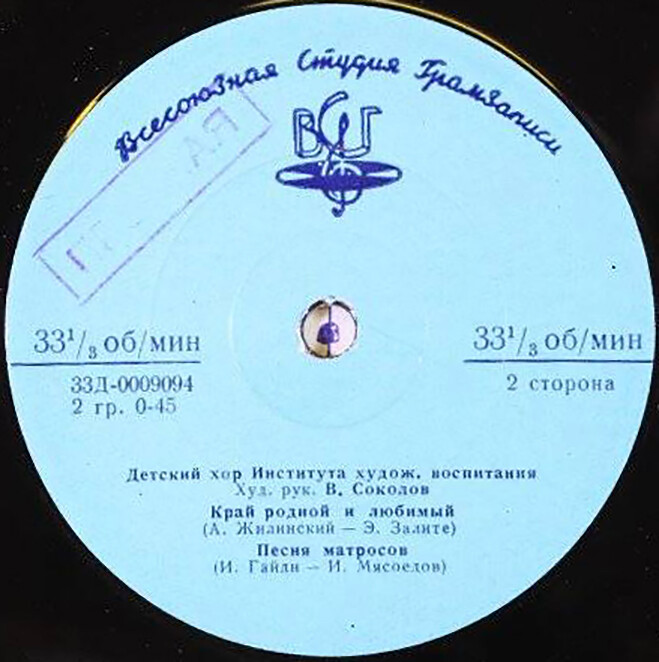 Всесоюзная Студия Грамзаписи
ВСГ
33¹/₃ об/мин
33¹/₃ об/мин
33Д-0009094
2 гр. 0-45
2 сторона
Детский хор Института худож. воспитания
Худ. рук. В. Соколов
Край родной и любимый
(А. Жилинский — Э. Залите)
Песня матросов
(И. Гайдн — И. Мясоедов)